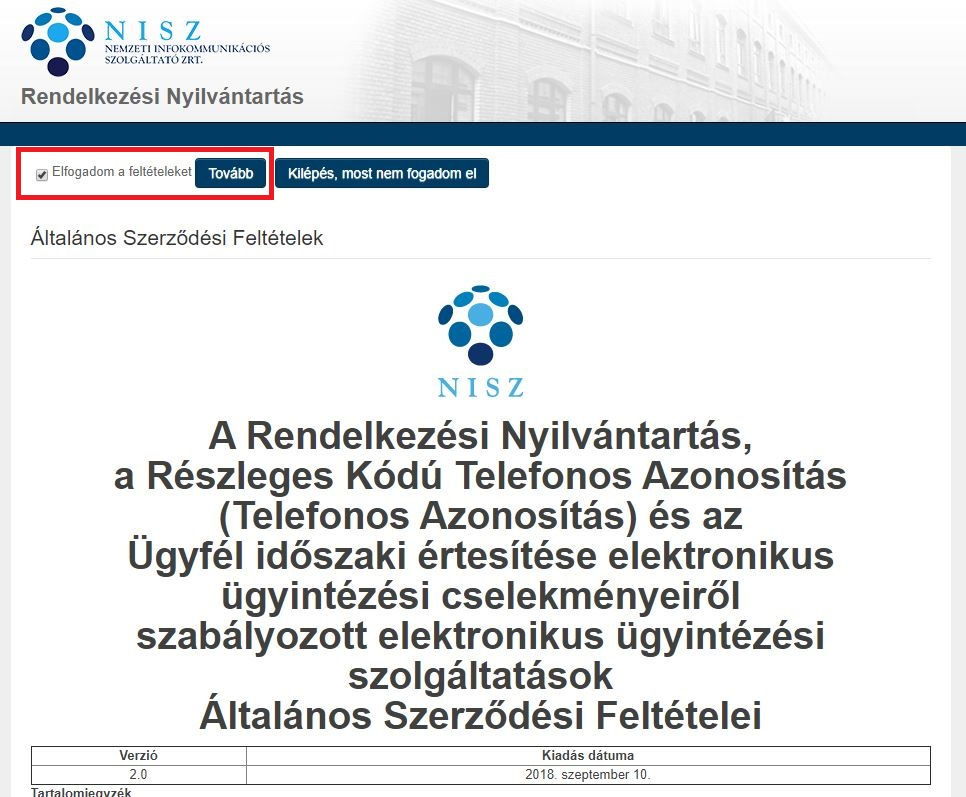 NISZ
NEMZETI INFOKOMMUNIKÁCIÓS
SZOLGÁLTATÓ ZRT.
Rendelkezési Nyilvántartás
Elfogadom a feltételeket
Tovább
Kilépés, most nem fogadom el
Általános Szerződési Feltételek
NISZ
A Rendelkezési Nyilvántartás,
a Részleges Kódú Telefonos Azonosítás
(Telefonos Azonosítás) és az
Ügyfél időszaki értesítése elektronikus
ügyintézési cselekményeiről
szabályozott elektronikus ügyintézési
szolgáltatások
Általános Szerződési Feltételei
Verzió Kiadás dátuma
2.0 2018. szeptember 10.
Tartalomjegyzék